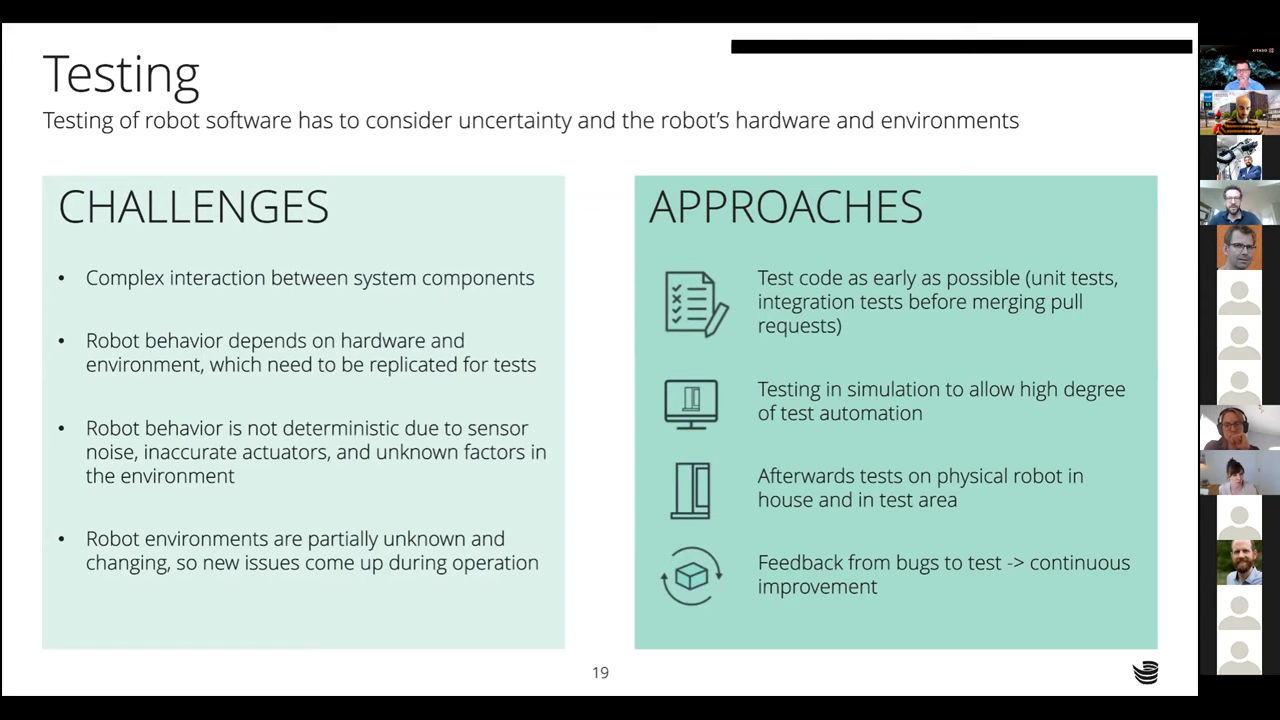 Testing
Testing of robot software has to consider uncertainty and the robot's hardware and environments
CHALLENGES
• Complex interaction between system components
• Robot behavior depends on hardware and
environment, which need to be replicated for tests
• Robot behavior is not deterministic due to sensor
noise, inaccurate actuators, and unknown factors in
the environment
• Robot environments are partially unknown and
changing, so new issues come up during operation
APPROACHES
Test code as early as possible (unit tests,
integration tests before merging pull
requests)
Testing in simulation to allow high degree
of test automation
Afterwards tests on physical robot in
house and in test area
Feedback from bugs to test -> continuous
improvement
19